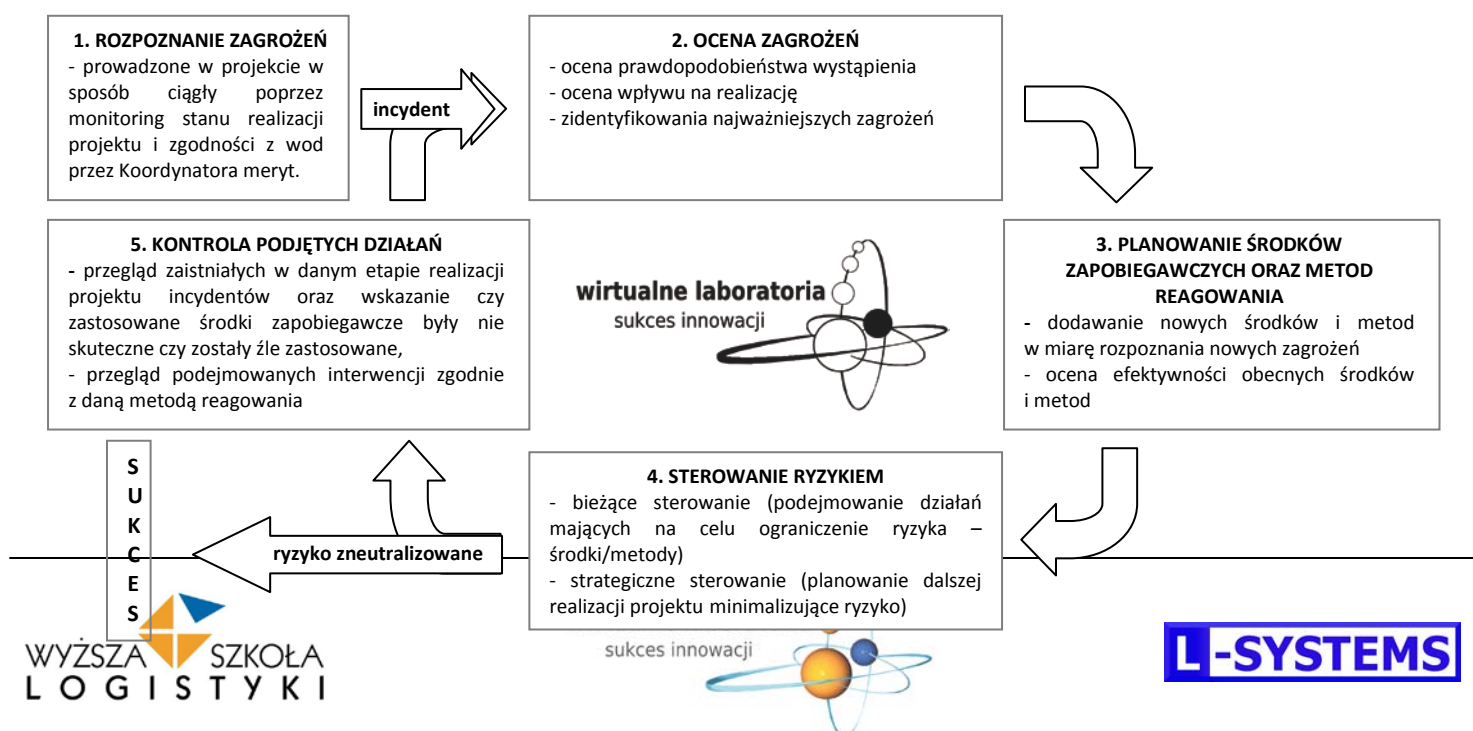 1. ROZPOZNANIE ZAGROŻEŃ
- prowadzone w projekcie w
sposób ciągły poprzez
monitoring stanu realizacji
projektu i zgodności z wod
przez Koordynatora meryt.
incydent
2. OCENA ZAGROŻEŃ
- ocena prawdopodobieństwa wystąpienia
- ocena wpływu na realizację
- zidentyfikowania najważniejszych zagrożeń
5. KONTROLA PODJĘTYCH DZIAŁAŃ
- przegląd zaistniałych w danym etapie realizacji
projektu incydentów oraz wskazanie czy
zastosowane środki zapobiegawcze były nie
skuteczne czy zostały źle zastosowane,
- przegląd podejmowanych interwencji zgodnie
z daną metodą reagowania
wirtualne laboratoria
sukces innowacji
3. PLANOWANIE ŚRODKÓW
ZAPOBIEGAWCZYCH ORAZ METOD
REAGOWANIA
- dodawanie nowych środków i metod
w miarę rozpoznania nowych zagrożeń
- ocena efektywności obecnych środków
i metod
S
U
K
C
E
S
ryzyko zneutralizowane
4. STEROWANIE RYZYKIEM
- bieżące sterowanie (podejmowanie działań
mających na celu ograniczenie ryzyka –
środki/metody)
- strategiczne sterowanie (planowanie dalszej
realizacji projektu minimalizujące ryzyko)
WYŻSZA SZKOŁA
LOGISTYKI
sukces innowacji
L-SYSTEMS